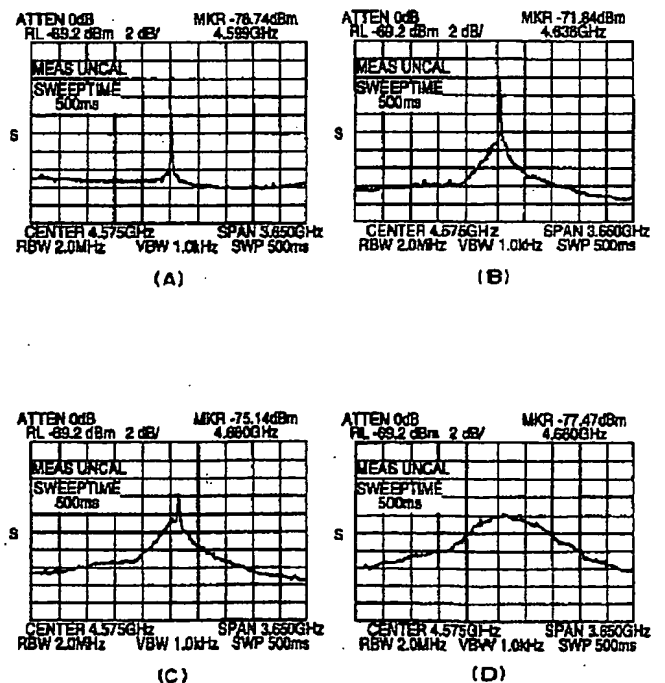 ATTEN 0dB MKR -76.74dBm
RL -69.2 dBm 2 dB/ 4.599GHz
MEAS UNCAL
SWEEPTIME
500ms
S
CENTER 4.575GHz SPAN 3.650GHz
RBW 2.0MHz VBW 1.0kHz SWP 500ms
(A)
ATTEN 0dB MKR -71.84dBm
RL -69.2 dBm 2 dB/ 4.636GHz
MEAS UNCAL
SWEEPTIME
500ms
S
CENTER 4.575GHz SPAN 3.660GHz
RBW 2.0MHz VBW 1.0kHz SWP 500ms
(B)
ATTEN 0dB MKR -75.14dBm
RL -69.2 dBm 2 dB/ 4.660GHz
MEAS UNCAL
SWEEPTIME
500ms
S
CENTER 4.575GHz SPAN 3.650GHz
RBW 2.0MHz VBW 1.0kHz SWP 500ms
(C)
ATTEN 0dB MKR -77.47dBm
RL -69.2 dBm 2 dB/ 4.660GHz
MEAS UNCAL
SWEEPTIME
500ms
S
CENTER 4.575GHz SPAN 3.650GHz
RBW 2.0MHz VBW 1.0kHz SWP 500ms
(D)